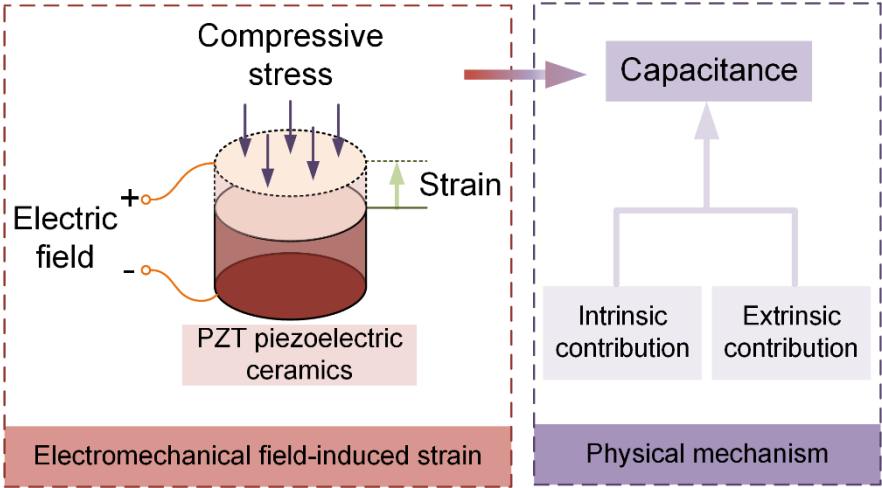 Compressive
stress
Strain
+
Electric
field
-
PZT piezoelectric
ceramics
Electromechanical field-induced strain
Capacitance
Intrinsic
contribution
Extrinsic
contribution
Physical mechanism